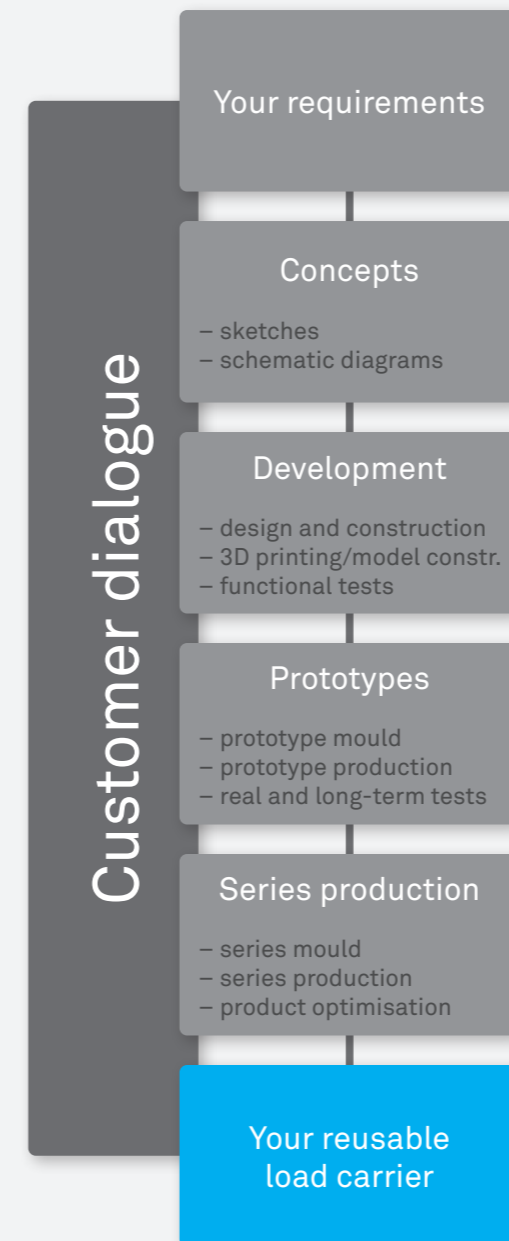 Customer dialogue
Your requirements
Concepts
– sketches
– schematic diagrams
Development
– design and construction
– 3D printing/model constr.
– functional tests
Prototypes
– prototype mould
– prototype production
– real and long-term tests
Series production
– series mould
– series production
– product optimisation
Your reusable
load carrier